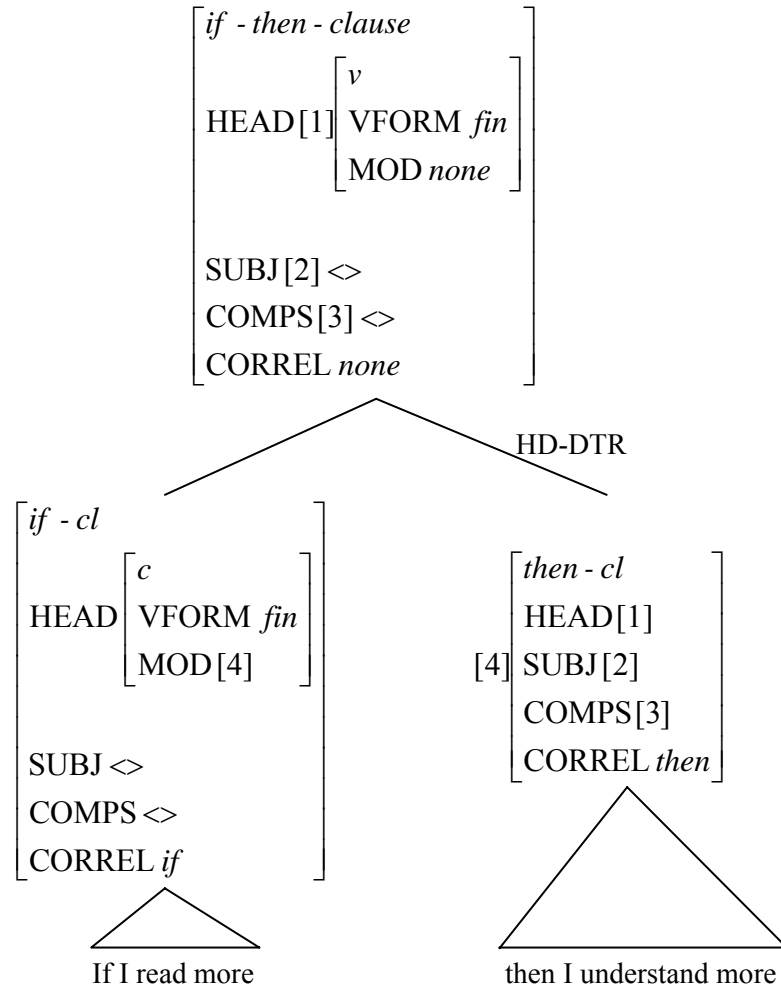 if - then - clause
HEAD[1]
v
VFORM fin
MOD none
SUBJ[2] <>
COMPS[3] <>
CORREL none
HD-DTR
if - cl
HEAD
c
VFORM fin
MOD[4]
SUBJ <>
COMPS <>
CORREL if
If I read more
[4]
then - cl
HEAD[1]
SUBJ[2]
COMPS[3]
CORREL then
then I understand more